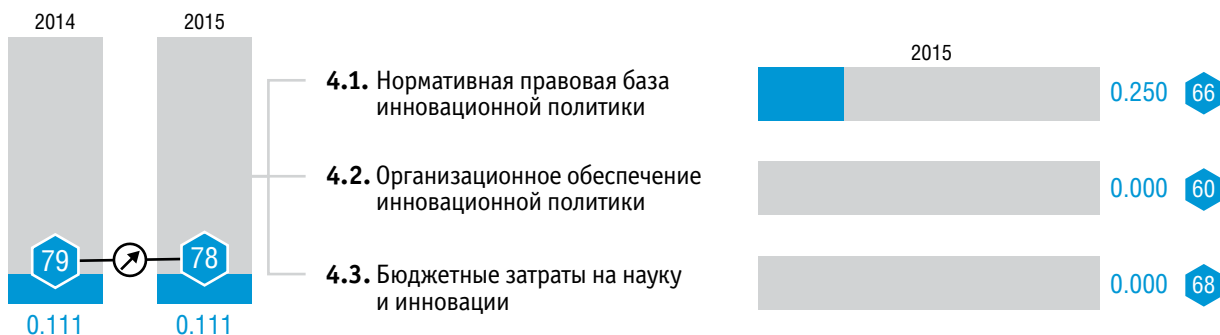 2014 2015
79 78
0.111 0.111
4.1. Нормативная правовая база
инновационной политики
4.2. Организационное обеспечение
инновационной политики
4.3. Бюджетные затраты на науку
и инновации
2015
0.250 66
0.000 60
0.000 68